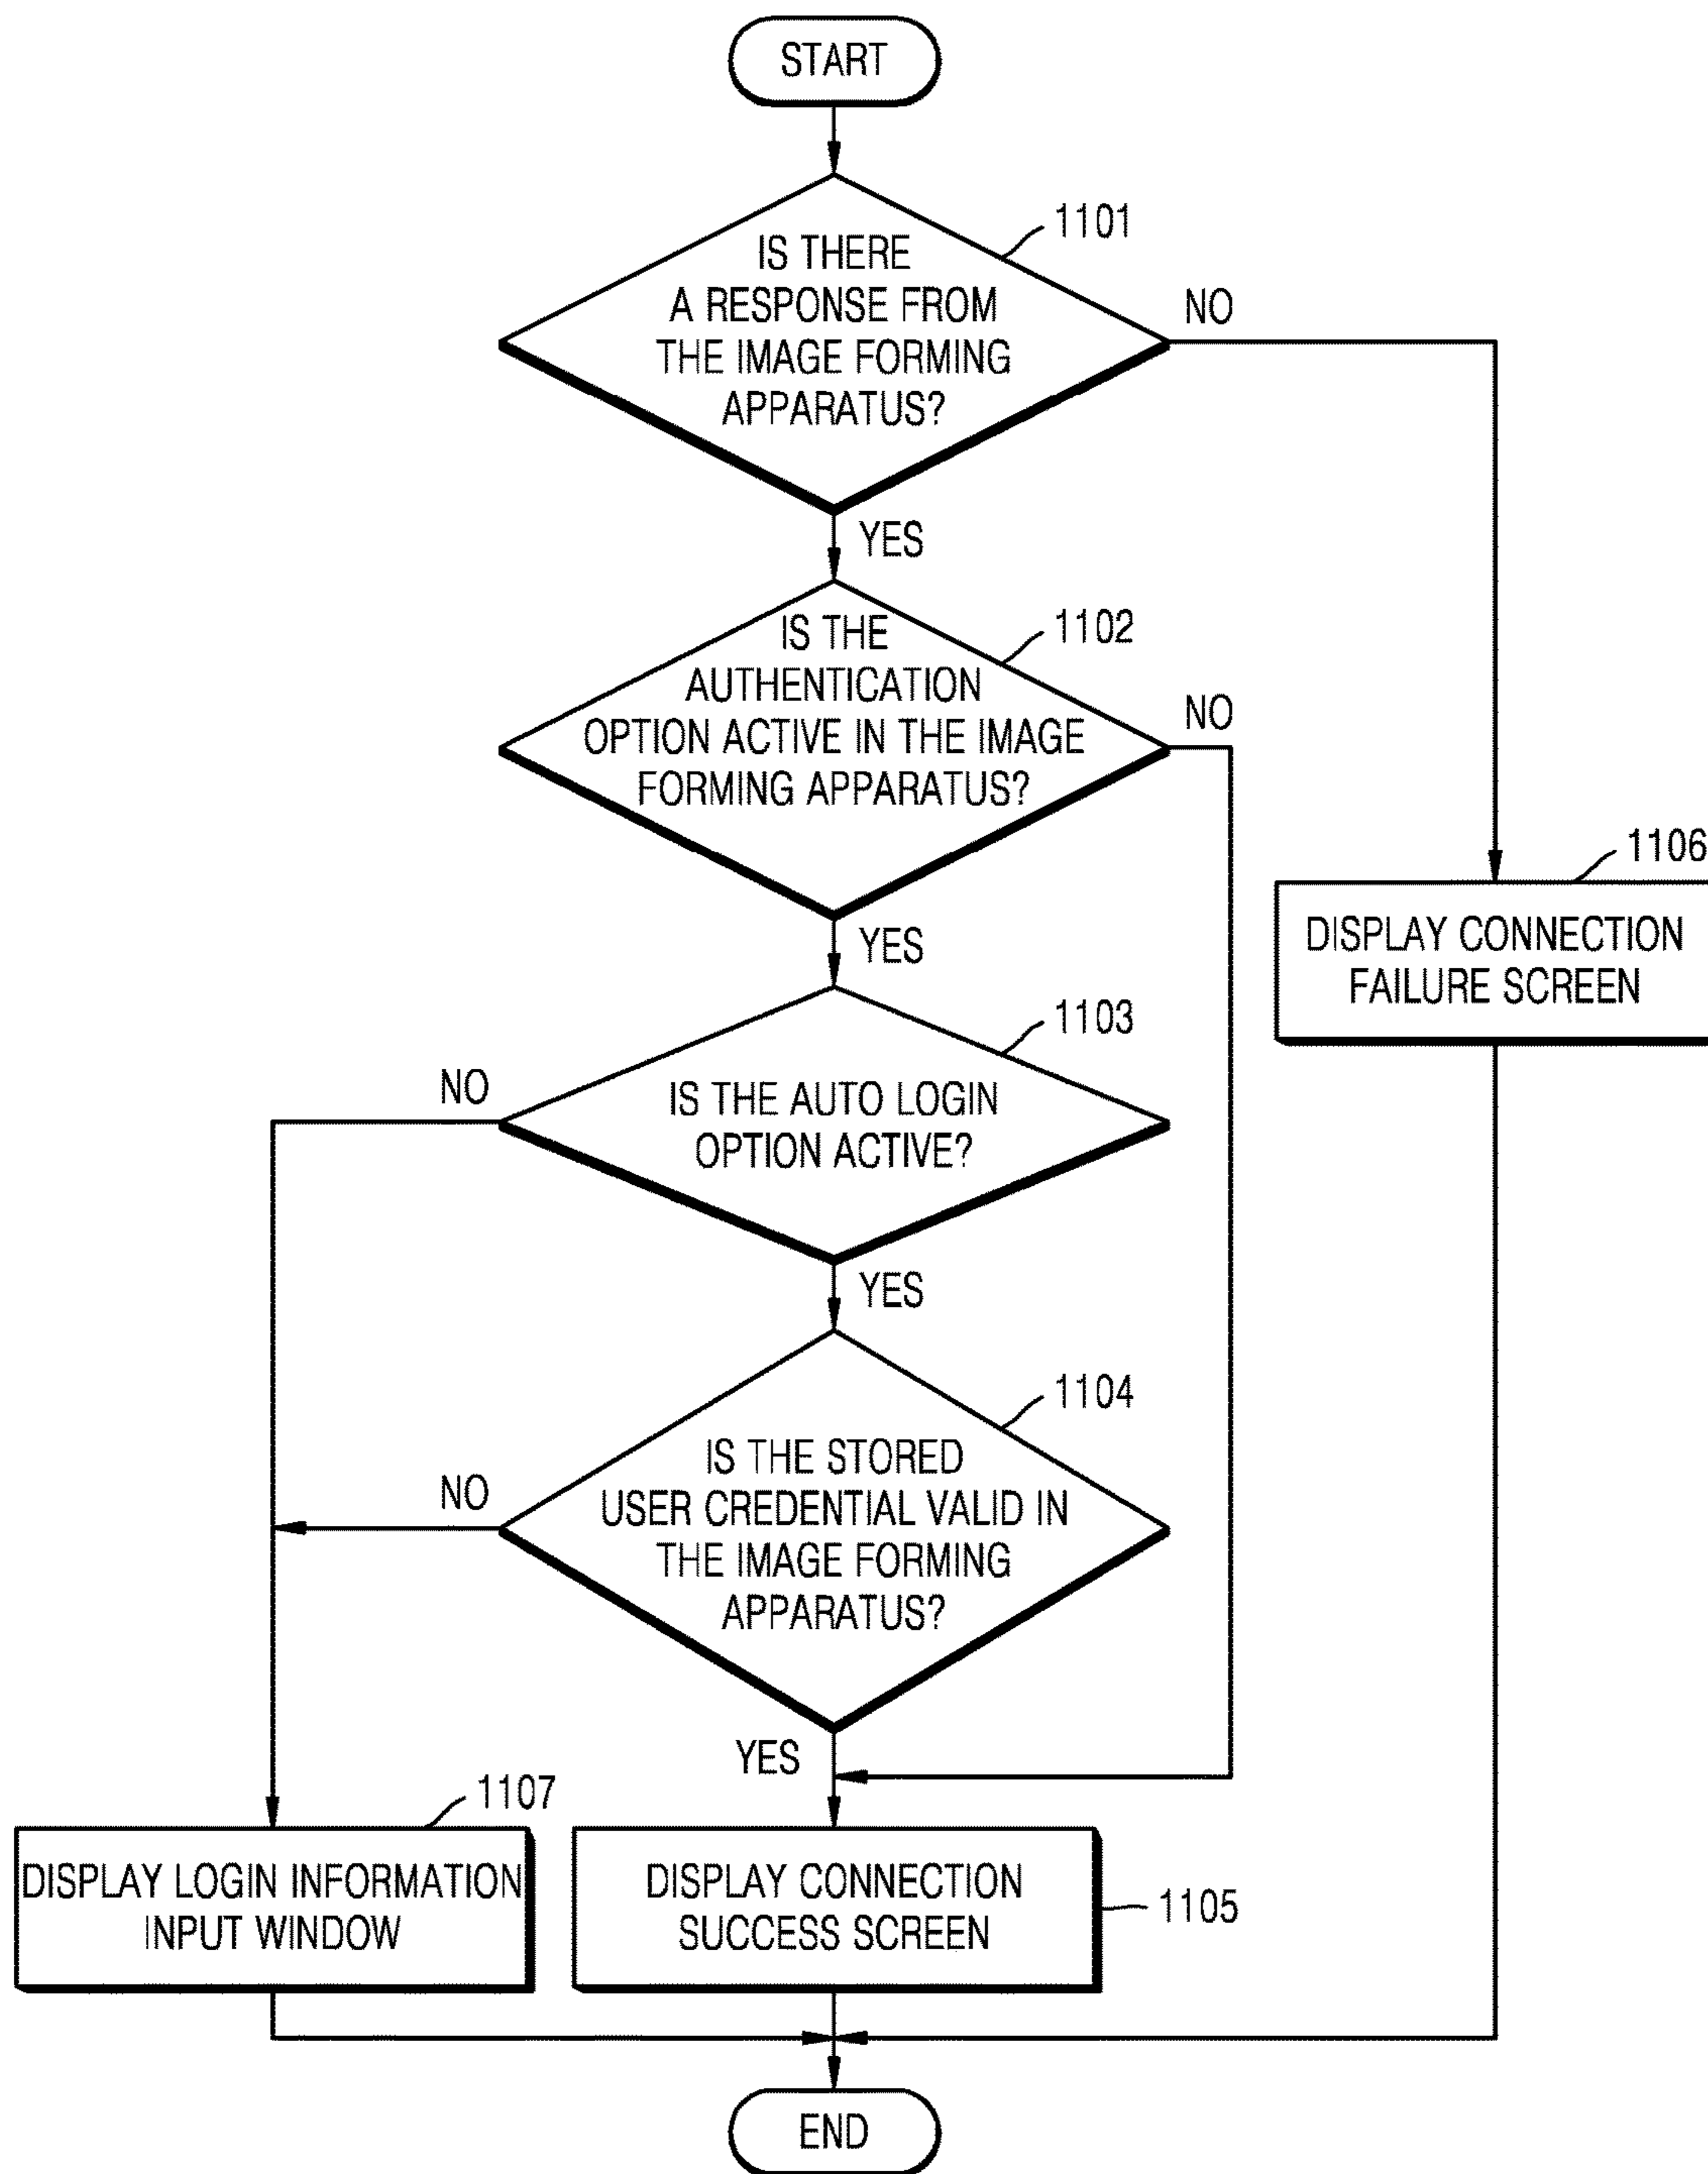 START
1101
IS THERE
A RESPONSE FROM
THE IMAGE FORMING
APPARATUS?
NO
YES
1102
IS THE
AUTHENTICATION
OPTION ACTIVE IN THE IMAGE
FORMING APPARATUS?
NO
YES
1106
DISPLAY CONNECTION
FAILURE SCREEN
1103
IS THE AUTO LOGIN
OPTION ACTIVE?
NO
YES
1104
IS THE STORED
USER CREDENTIAL VALID IN
THE IMAGE FORMING
APPARATUS?
NO
YES
1107
DISPLAY LOGIN INFORMATION
INPUT WINDOW
DISPLAY CONNECTION
SUCCESS SCREEN
1105
END